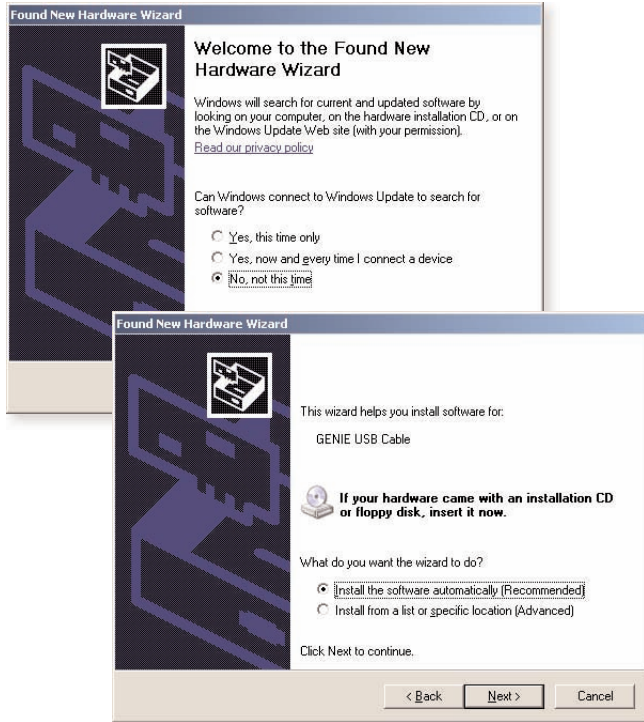 Found New Hardware Wizard
Welcome to the Found New
Hardware Wizard
Windows will search for current and updated software by
looking on your computer, on the hardware installation CD, or on
the Windows Update Web site (with your permission).
Read our privacy policy
Can Windows connect to Windows Update to search for
software?
Yes, this time only
Yes, now and every time I connect a device
No, not this time
Found New Hardware Wizard
This wizard helps you install software for:
GENIE USB Cable
If your hardware came with an installation CD
or floppy disk, insert it now.
What do you want the wizard to do?
Install the software automatically (Recommended)
Install from a list or specific location (Advanced)
Click Next to continue.
< Back Next > Cancel